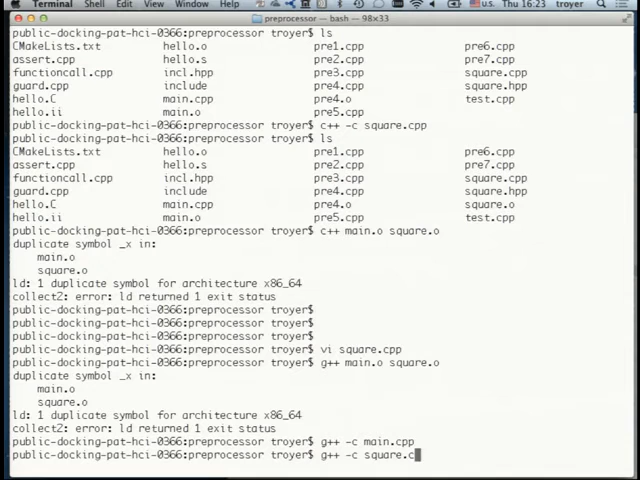 Terminal Shell Edit View Window Help U.S. Thu 16:23 troyer
preprocessor — bash — 98×33
public-docking-pat-hci-0366:preprocessor troyer$ ls
CMakeLists.txt hello.o pre1.cpp pre6.cpp
assert.cpp hello.s pre2.cpp pre7.cpp
functioncall.cpp incl.hpp pre3.cpp square.cpp
guard.cpp include pre4.cpp square.hpp
hello.C main.cpp pre4.o test.cpp
hello.ii main.o pre5.cpp
public-docking-pat-hci-0366:preprocessor troyer$ c++ -c square.cpp
public-docking-pat-hci-0366:preprocessor troyer$ ls
CMakeLists.txt hello.o pre1.cpp pre6.cpp
assert.cpp hello.s pre2.cpp pre7.cpp
functioncall.cpp incl.hpp pre3.cpp square.cpp
guard.cpp include pre4.cpp square.hpp
hello.C main.cpp pre4.o square.o
hello.ii main.o pre5.cpp test.cpp
public-docking-pat-hci-0366:preprocessor troyer$ c++ main.o square.o
duplicate symbol _x in:
main.o
square.o
ld: 1 duplicate symbol for architecture x86_64
collect2: error: ld returned 1 exit status
public-docking-pat-hci-0366:preprocessor troyer$
public-docking-pat-hci-0366:preprocessor troyer$
public-docking-pat-hci-0366:preprocessor troyer$
public-docking-pat-hci-0366:preprocessor troyer$ vi square.cpp
public-docking-pat-hci-0366:preprocessor troyer$ g++ main.o square.o
duplicate symbol _x in:
main.o
square.o
ld: 1 duplicate symbol for architecture x86_64
collect2: error: ld returned 1 exit status
public-docking-pat-hci-0366:preprocessor troyer$ g++ -c main.cpp
public-docking-pat-hci-0366:preprocessor troyer$ g++ -c square.c